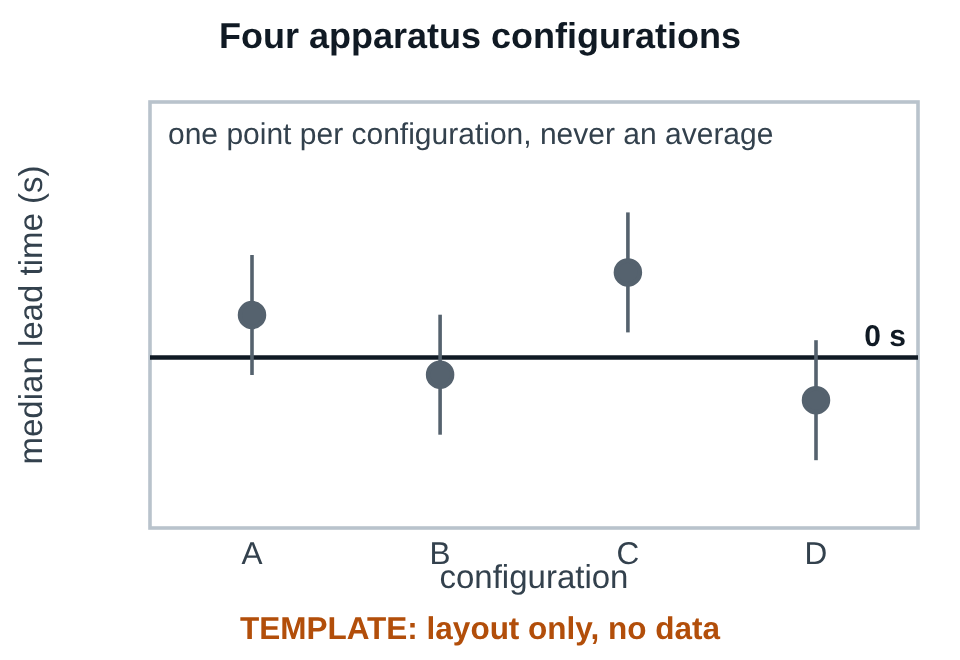 Four apparatus configurations
one point per configuration, never an average
median lead time (s)
0 s
A B C D
configuration
TEMPLATE: layout only, no data